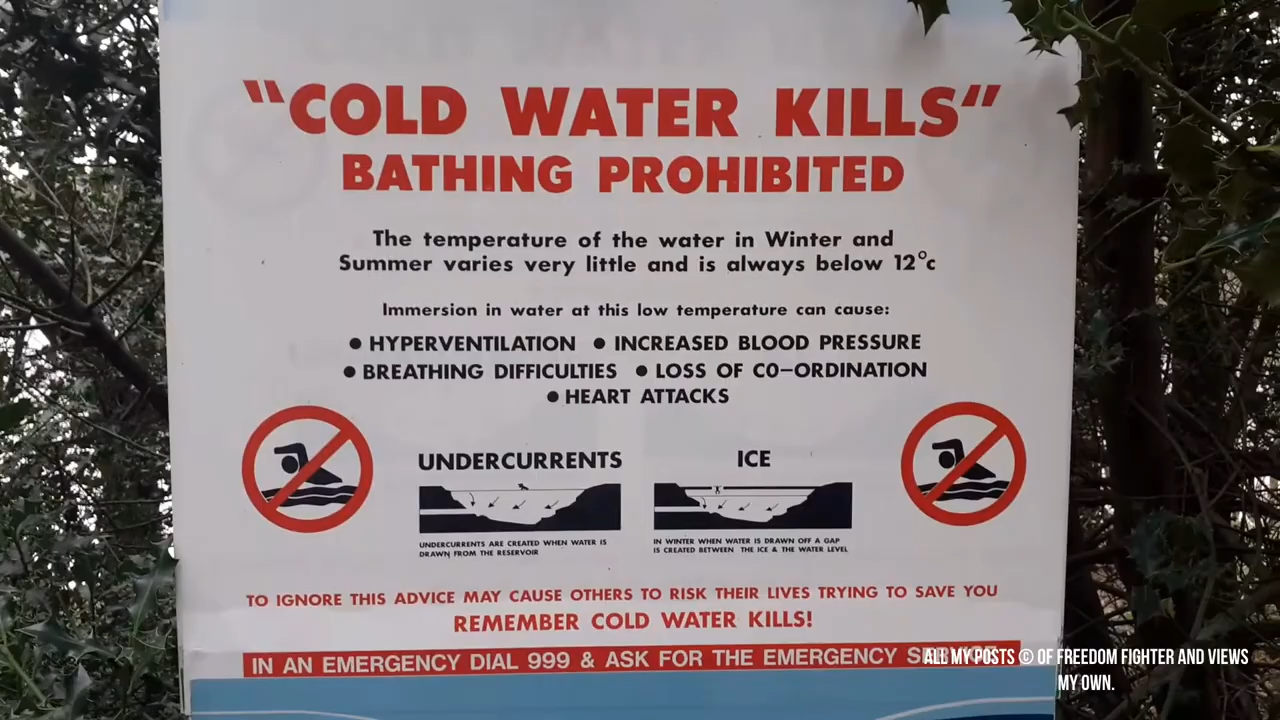 "COLD WATER KILLS"
BATHING PROHIBITED
The temperature of the water in Winter and
Summer varies very little and is always below 12°c
Immersion in water at this low temperature can cause:
• HYPERVENTILATION • INCREASED BLOOD PRESSURE
• BREATHING DIFFICULTIES • LOSS OF CO-ORDINATION
• HEART ATTACKS
UNDERCURRENTS
UNDERCURRENTS ARE CREATED WHEN WATER IS
DRAWN FROM THE RESERVOIR
ICE
IN WINTER WHEN WATER IS DRAWN OFF A GAP
IS CREATED BETWEEN THE ICE & THE WATER LEVEL
TO IGNORE THIS ADVICE MAY CAUSE OTHERS TO RISK THEIR LIVES TRYING TO SAVE YOU
REMEMBER COLD WATER KILLS!
IN AN EMERGENCY DIAL 999 & ASK FOR THE EMERGENCY
ALL MY POSTS © OF FREEDOM FIGHTER AND VIEWS
MY OWN.